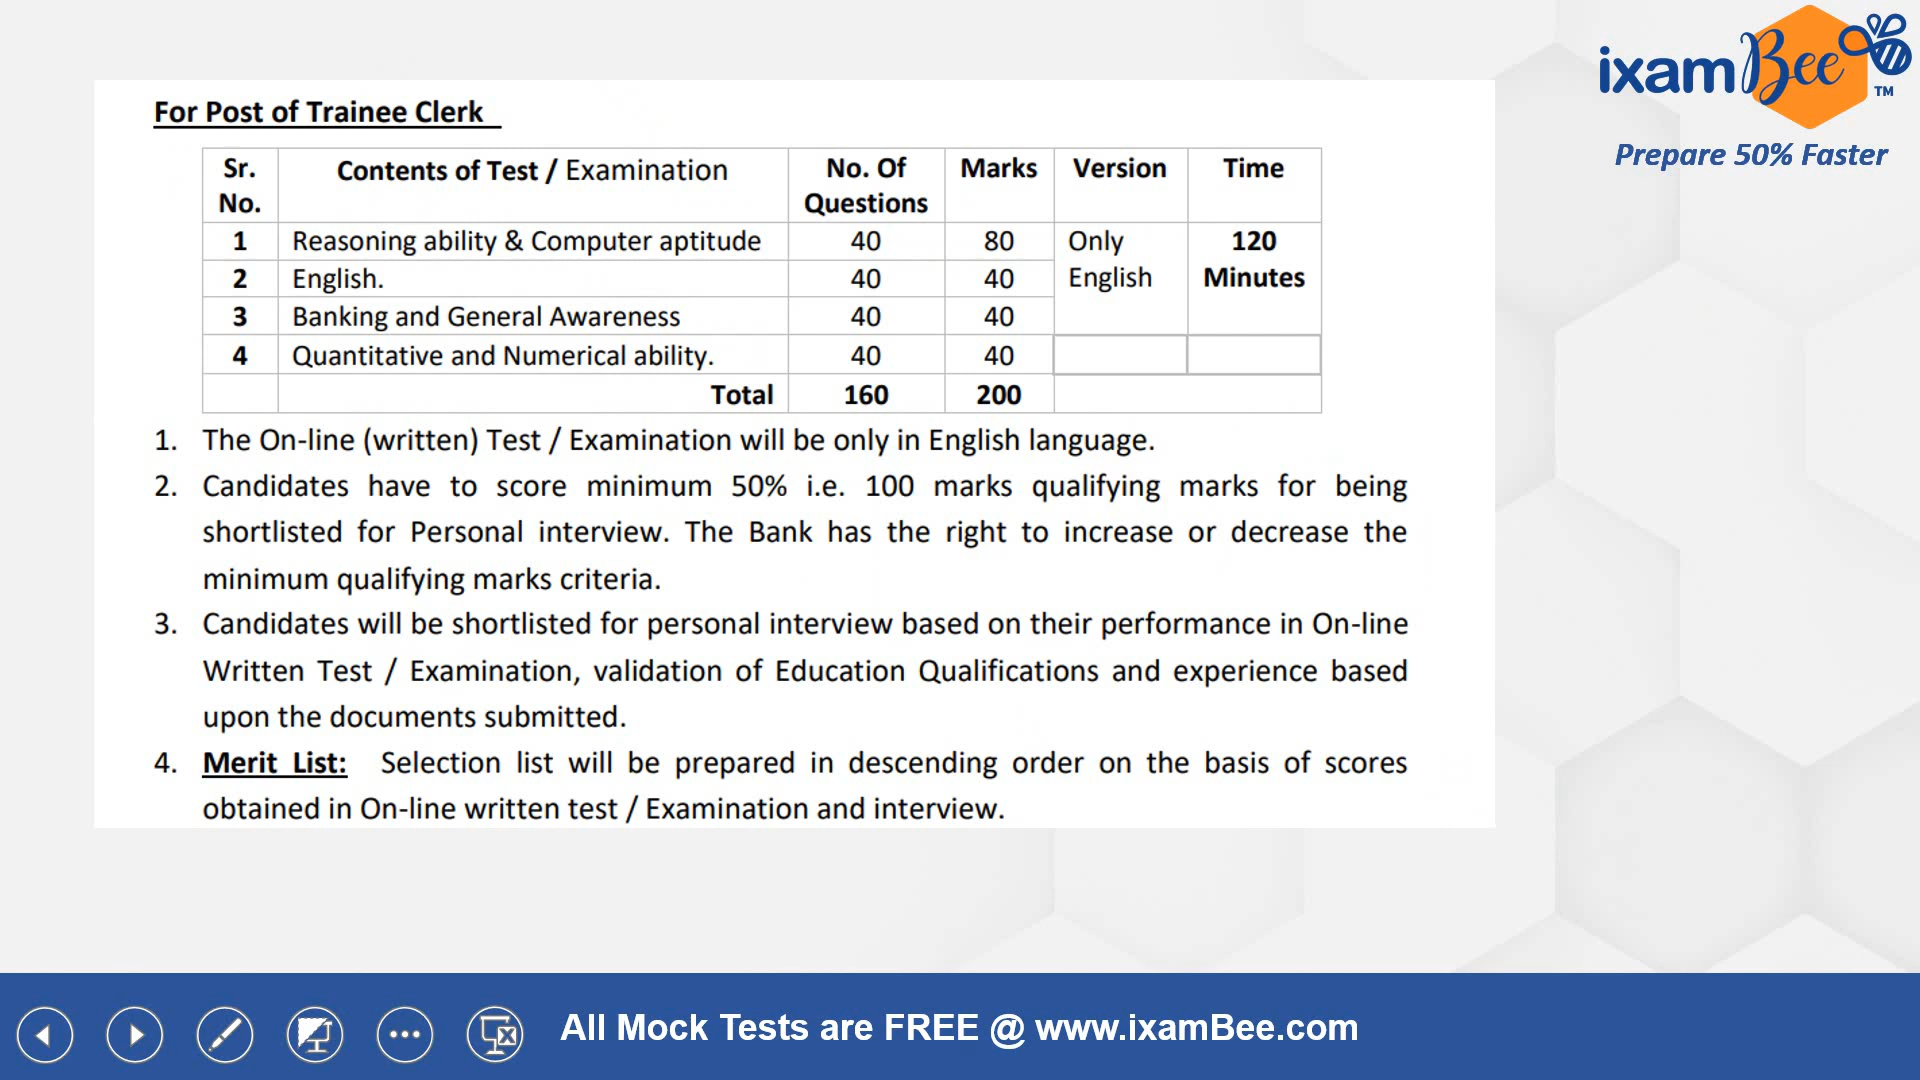 ixamBee TM
Prepare 50% Faster
For Post of Trainee Clerk
Sr. No. Contents of Test / Examination No. Of Questions Marks Version Time
1 Reasoning ability & Computer aptitude 40 80 Only English 120 Minutes
2 English. 40 40
3 Banking and General Awareness 40 40
4 Quantitative and Numerical ability. 40 40
Total 160 200
1. The On-line (written) Test / Examination will be only in English language.
2. Candidates have to score minimum 50% i.e. 100 marks qualifying marks for being
shortlisted for Personal interview. The Bank has the right to increase or decrease the
minimum qualifying marks criteria.
3. Candidates will be shortlisted for personal interview based on their performance in On-line
Written Test / Examination, validation of Education Qualifications and experience based
upon the documents submitted.
4. Merit List: Selection list will be prepared in descending order on the basis of scores
obtained in On-line written test / Examination and interview.
All Mock Tests are FREE @ www.ixamBee.com